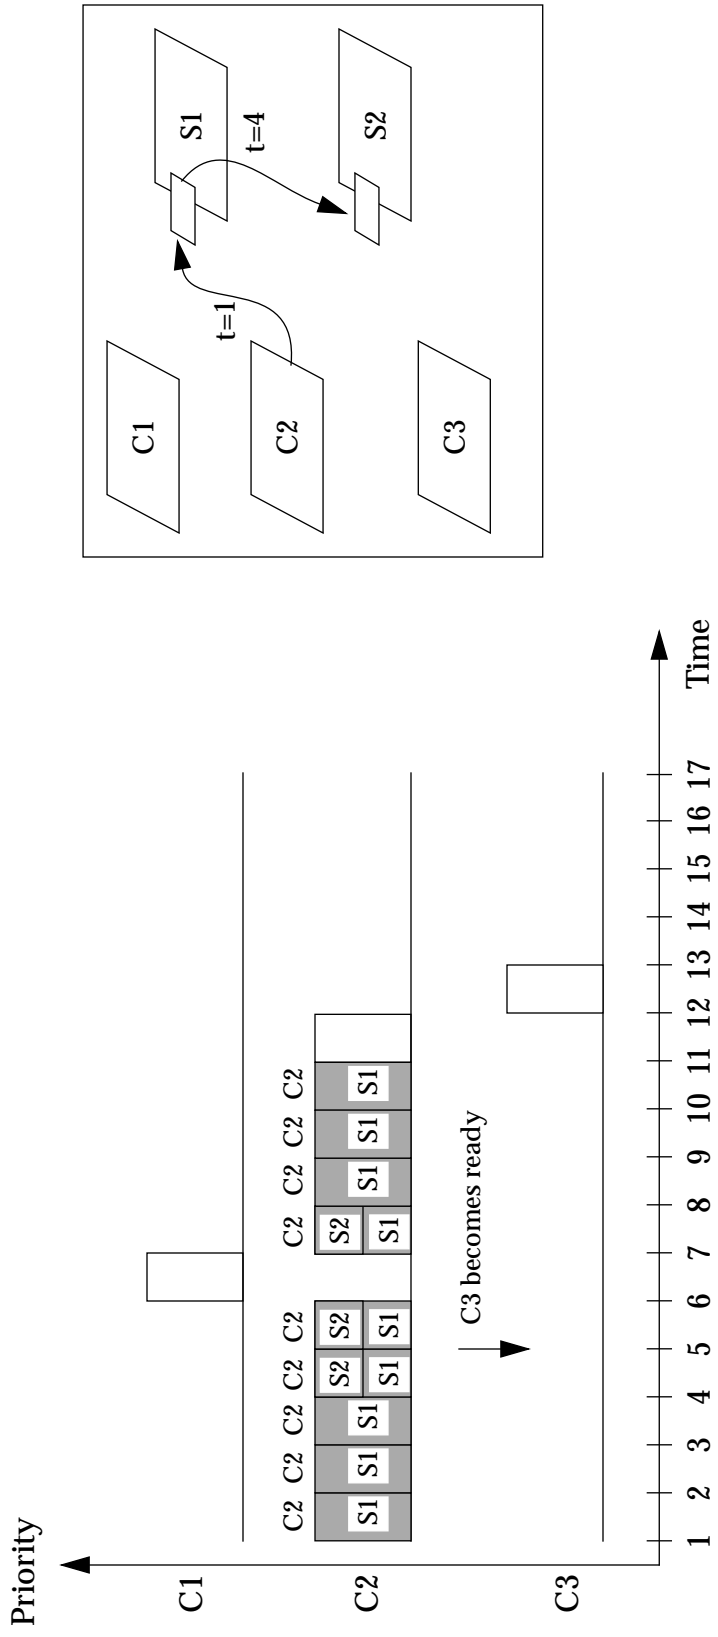 Priority
C1
C2
C3
C2 C2 C2 C2 C2 C2 C2 C2 C2
S1 S1 S1 S2 S2 S2 S1 S1 S1
S1 S1 S1
C3 becomes ready
1 2 3 4 5 6 7 8 9 10 11 12 13 14 15 16 17
Time
C1
C2
C3
t=1
S1
t=4
S2